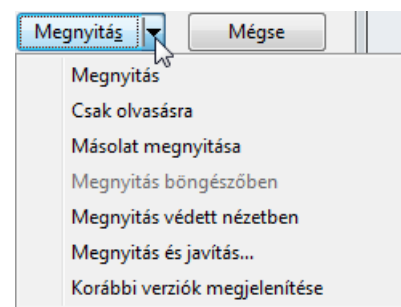 Megnyitás Mégse
Megnyitás
Csak olvasásra
Másolat megnyitása
Megnyitás böngészőben
Megnyitás védett nézetben
Megnyitás és javítás...
Korábbi verziók megjelenítése